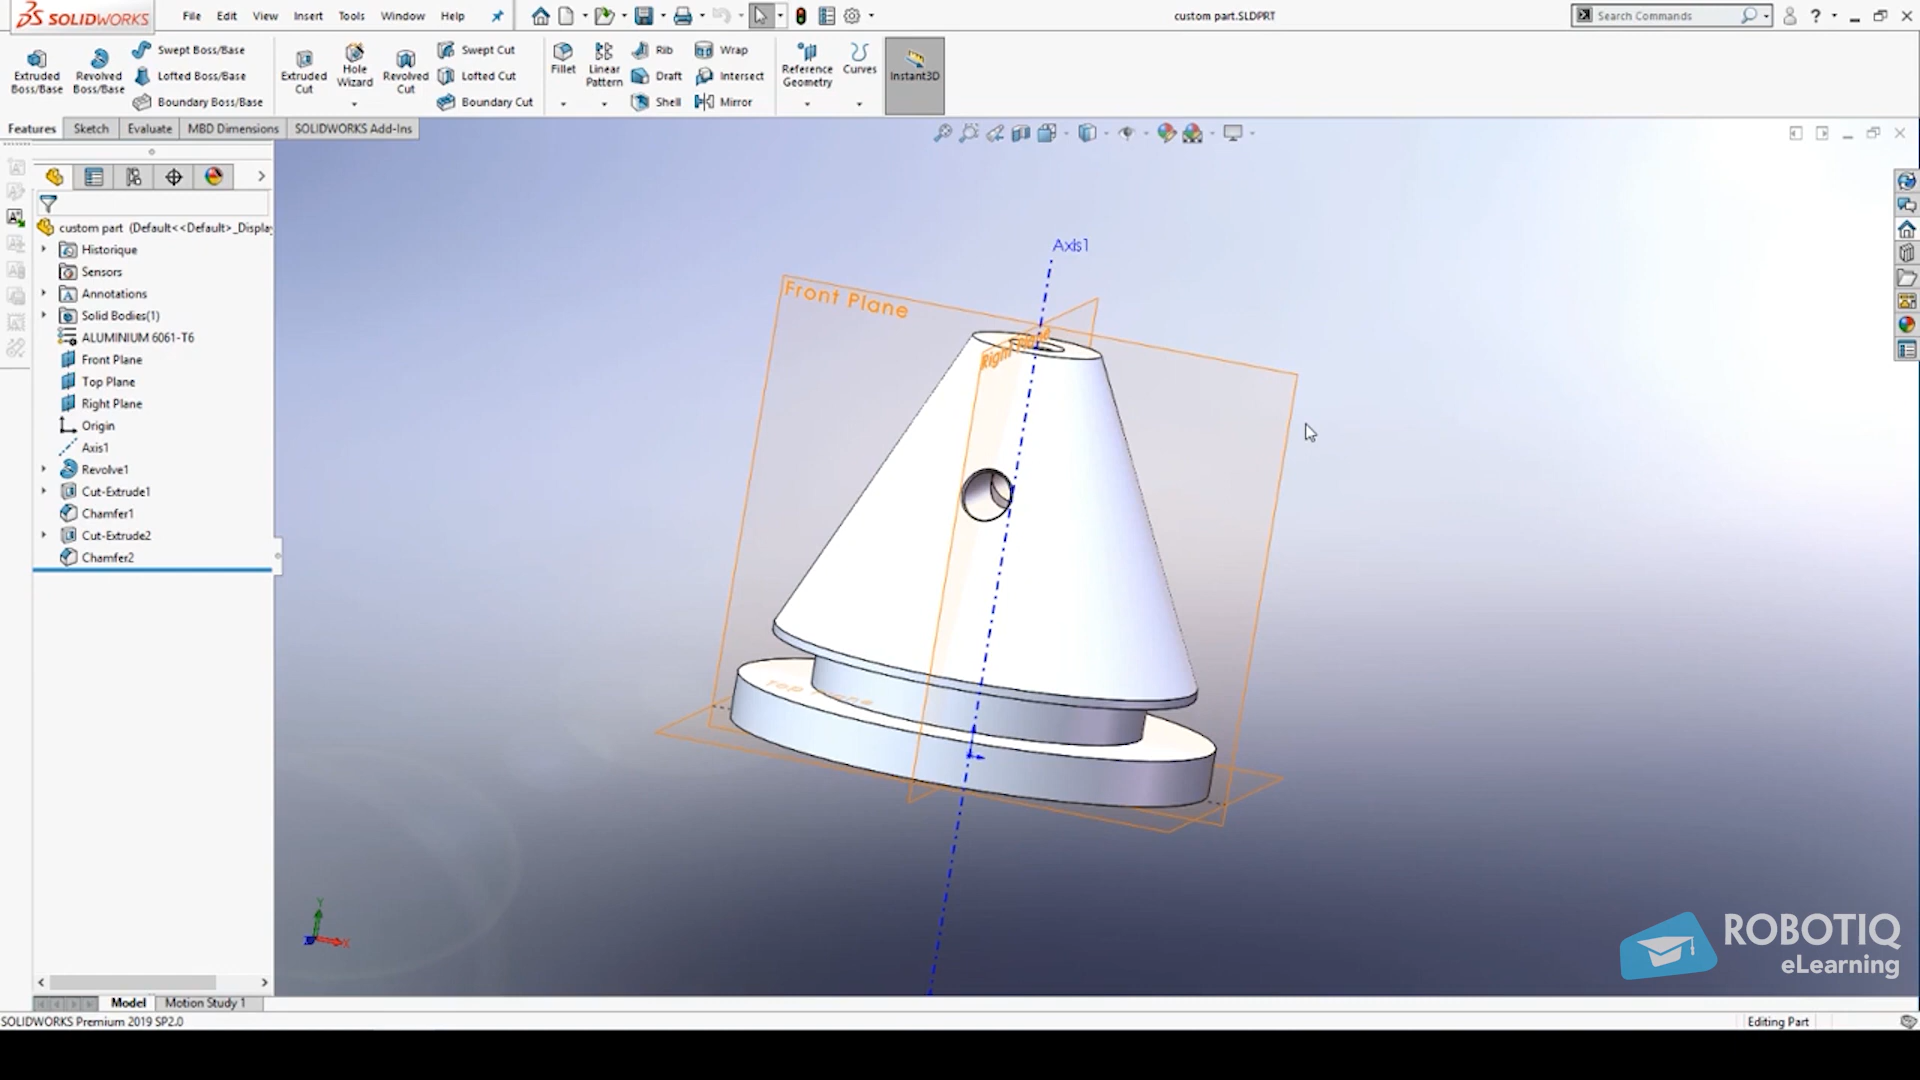 SOLIDWORKS
File Edit View Insert Tools Window Help
custom part.SLDPRT
Search Commands
Extruded Boss/Base
Revolved Boss/Base
Swept Boss/Base
Lofted Boss/Base
Boundary Boss/Base
Extruded Cut
Hole Wizard
Revolved Cut
Swept Cut
Lofted Cut
Boundary Cut
Fillet
Linear Pattern
Rib
Draft
Shell
Wrap
Intersect
Mirror
Reference Geometry
Curves
Instant3D
Features Sketch Evaluate MBD Dimensions SOLIDWORKS Add-Ins
custom part (Default<<Default>_Displa
Historique
Sensors
Annotations
Solid Bodies(1)
ALUMINIUM 6061-T6
Front Plane
Top Plane
Right Plane
Origin
Axis1
Revolve1
Cut-Extrude1
Chamfer1
Cut-Extrude2
Chamfer2
Axis1
Front Plane
Right Plane
Top Plane
Y
X
Z
ROBOTIQ
eLearning
Model Motion Study 1
SOLIDWORKS Premium 2019 SP2.0
Editing Part